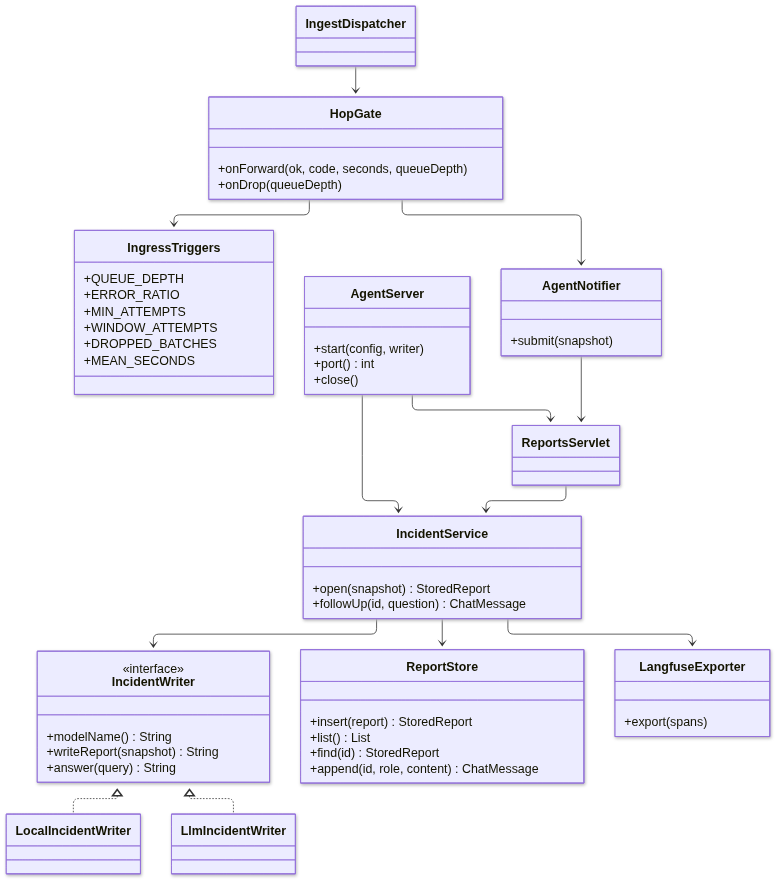 IngestDispatcher
HopGate
+onForward(ok, code, seconds, queueDepth)
+onDrop(queueDepth)
IngressTriggers
+QUEUE_DEPTH
+ERROR_RATIO
+MIN_ATTEMPTS
+WINDOW_ATTEMPTS
+DROPPED_BATCHES
+MEAN_SECONDS
AgentServer
+start(config, writer)
+port() : int
+close()
AgentNotifier
+submit(snapshot)
ReportsServlet
IncidentService
+open(snapshot) : StoredReport
+followUp(id, question) : ChatMessage
«interface»
IncidentWriter
+modelName() : String
+writeReport(snapshot) : String
+answer(query) : String
ReportStore
+insert(report) : StoredReport
+list() : List
+find(id) : StoredReport
+append(id, role, content) : ChatMessage
LangfuseExporter
+export(spans)
LocalIncidentWriter
LlmIncidentWriter